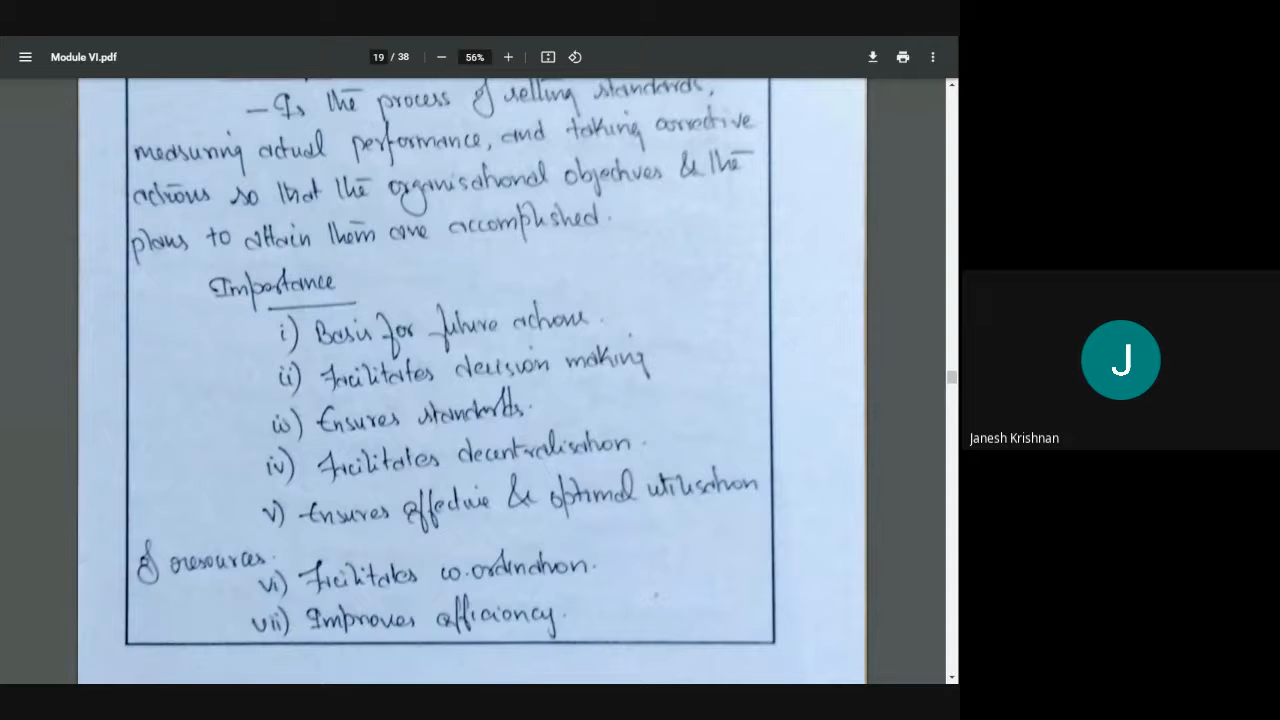 Module VI.pdf
19 / 38
56%
- Is the process of setting standards,
measuring actual performance, and taking corrective
actions so that the organisational objectives & the
plans to attain them are accomplished.
Importance
i) Basis for future actions.
ii) Facilitates decision making
iii) Ensures standards.
iv) Facilitates decentralisation.
v) Ensures effective & optimal utilisation
of resources.
vi) Facilitates co-ordination.
vii) Improves efficiency.
J
Janesh Krishnan